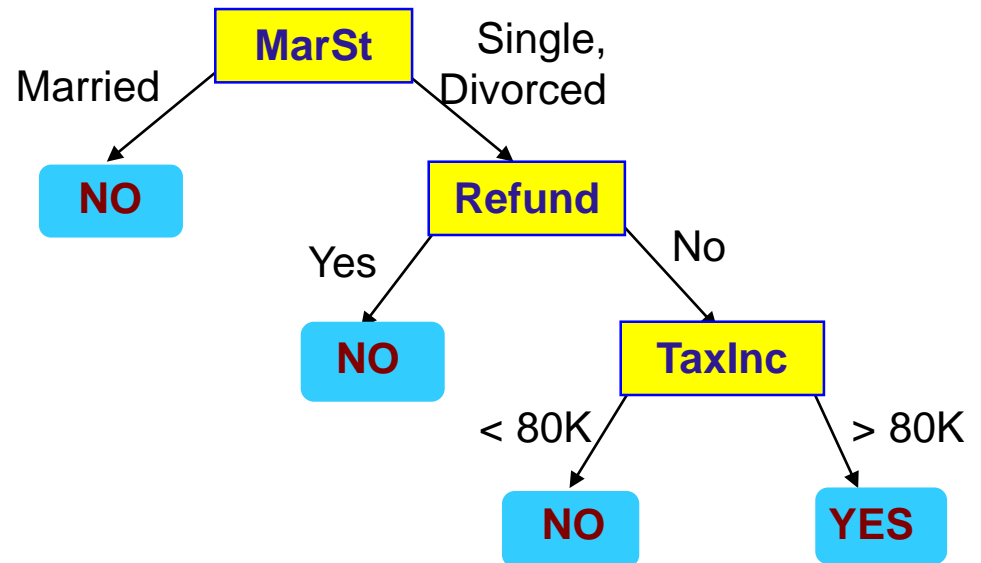 MarSt
Single,
Divorced
Married
NO
Refund
Yes
No
NO
TaxInc
< 80K
> 80K
NO
YES